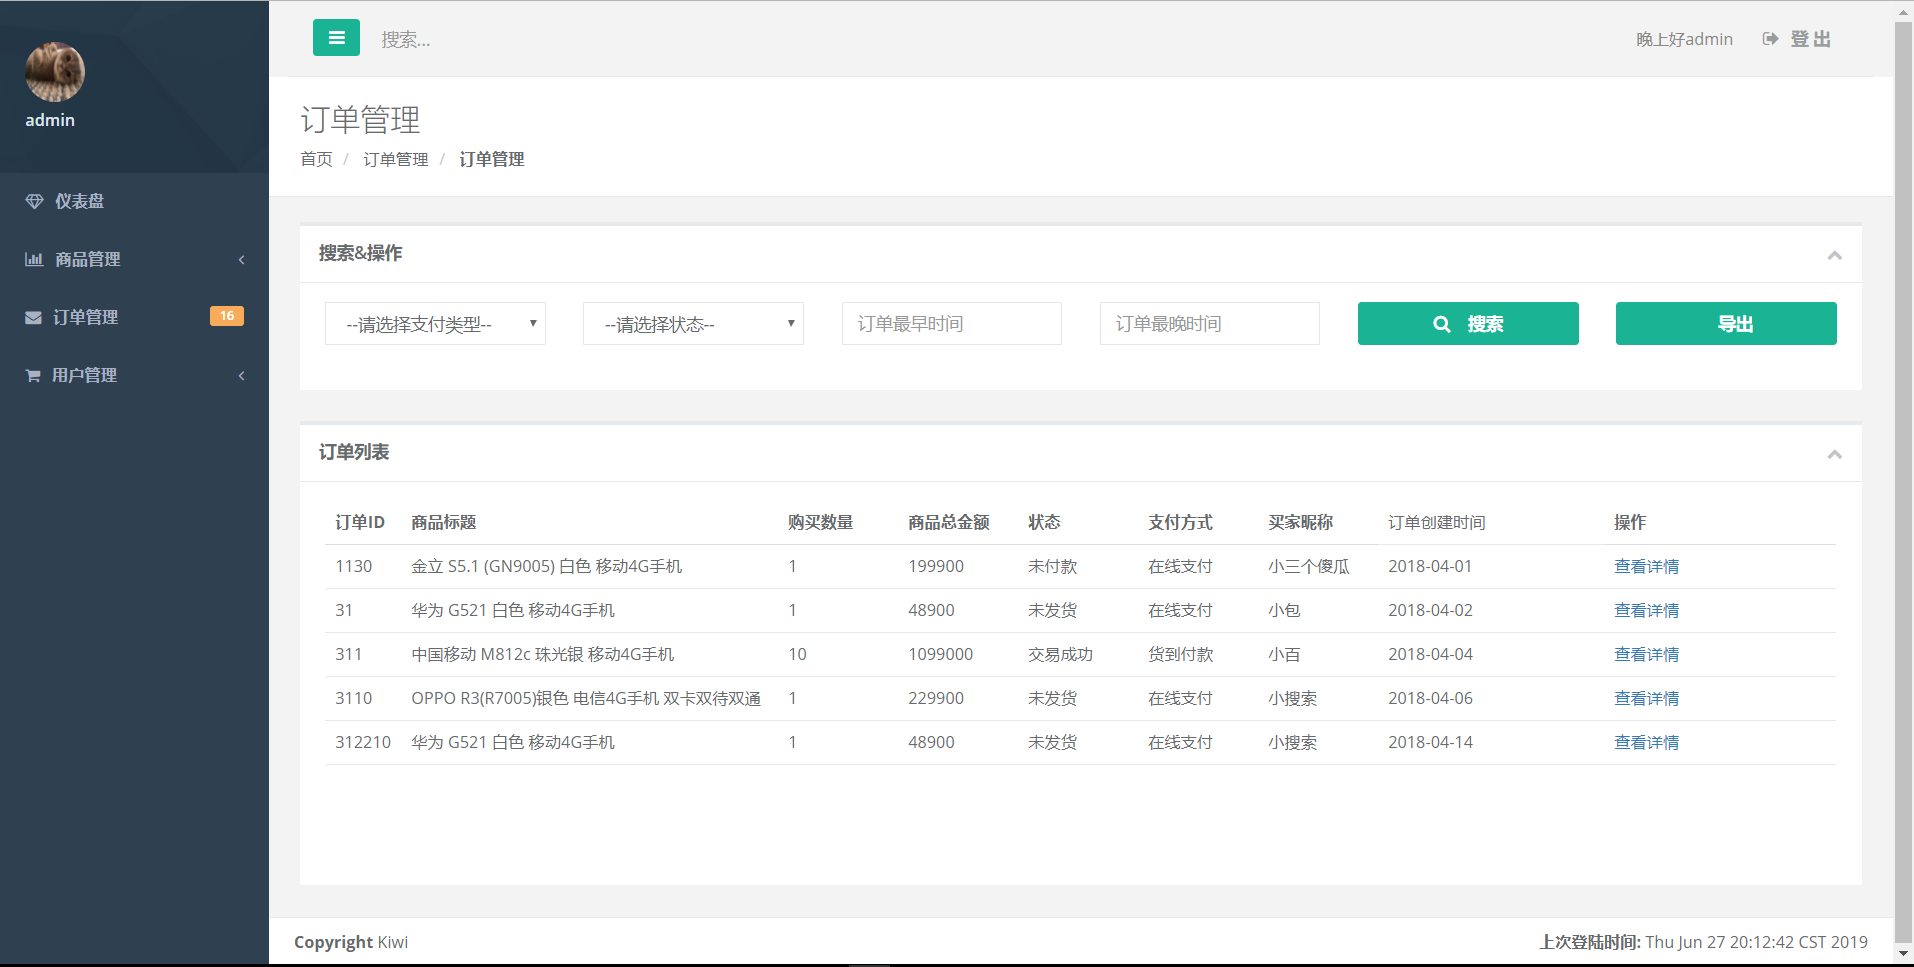 搜索...
晚上好admin
登出
admin
仪表盘
商品管理
订单管理 16
用户管理
订单管理
首页 / 订单管理 / 订单管理
搜索&操作
--请选择支付类型-- --请选择状态-- 订单最早时间 订单最晚时间 搜索 导出
订单列表
订单ID 商品标题 购买数量 商品总金额 状态 支付方式 买家昵称 订单创建时间 操作
1130 金立 S5.1 (GN9005) 白色 移动4G手机 1 199900 未付款 在线支付 小三个傻瓜 2018-04-01 查看详情
31 华为 G521 白色 移动4G手机 1 48900 未发货 在线支付 小包 2018-04-02 查看详情
311 中国移动 M812c 珠光银 移动4G手机 10 1099000 交易成功 货到付款 小百 2018-04-04 查看详情
3110 OPPO R3(R7005)银色 电信4G手机 双卡双待双通 1 229900 未发货 在线支付 小搜索 2018-04-06 查看详情
312210 华为 G521 白色 移动4G手机 1 48900 未发货 在线支付 小搜索 2018-04-14 查看详情
Copyright Kiwi
上次登陆时间: Thu Jun 27 20:12:42 CST 2019